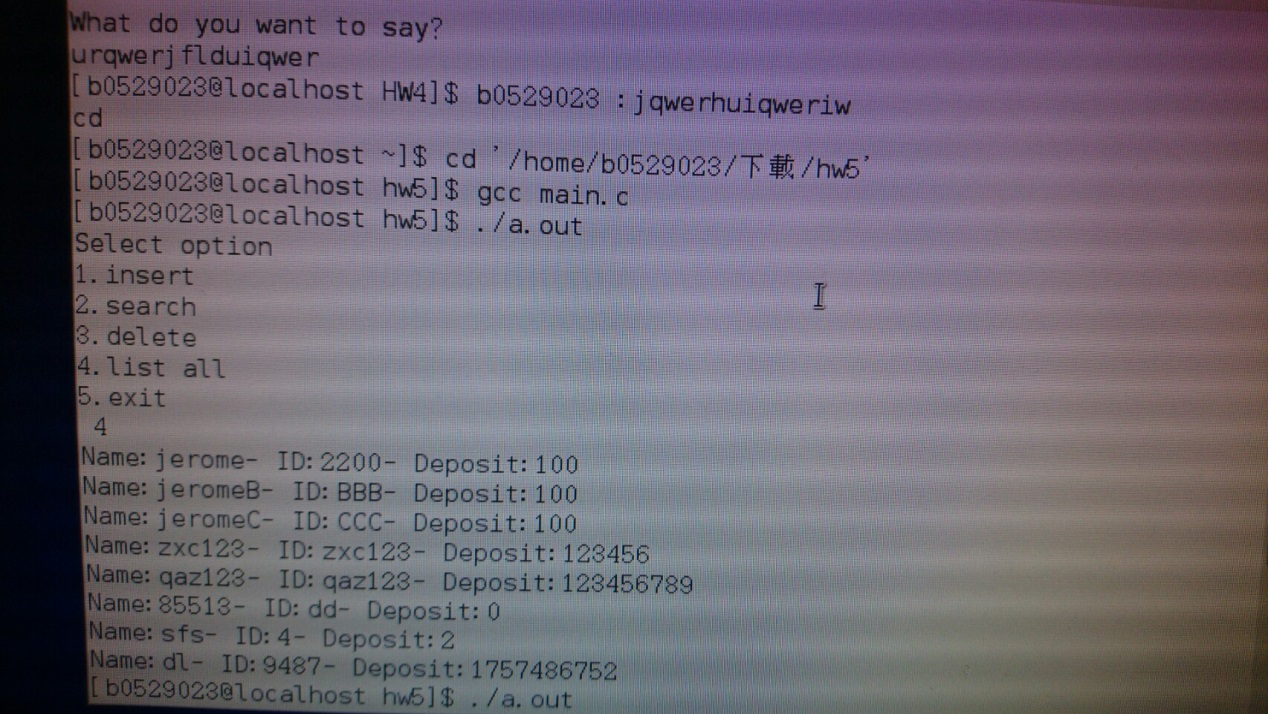 What do you want to say?
urqwerjflduiqwer
[b0529023@localhost HW4]$ b0529023 :jqwerhuiqweriw
cd
[b0529023@localhost ~]$ cd '/home/b0529023/下載/hw5'
[b0529023@localhost hw5]$ gcc main.c
[b0529023@localhost hw5]$ ./a.out
Select option
1.insert
2.search
3.delete
4.list all
5.exit
4
Name:jerome- ID:2200- Deposit:100
Name:jeromeB- ID:BBB- Deposit:100
Name:jeromeC- ID:CCC- Deposit:100
Name:zxc123- ID:zxc123- Deposit:123456
Name:qaz123- ID:qaz123- Deposit:123456789
Name:85513- ID:dd- Deposit:0
Name:sfs- ID:4- Deposit:2
Name:dl- ID:9487- Deposit:1757486752
[b0529023@localhost hw5]$ ./a.out